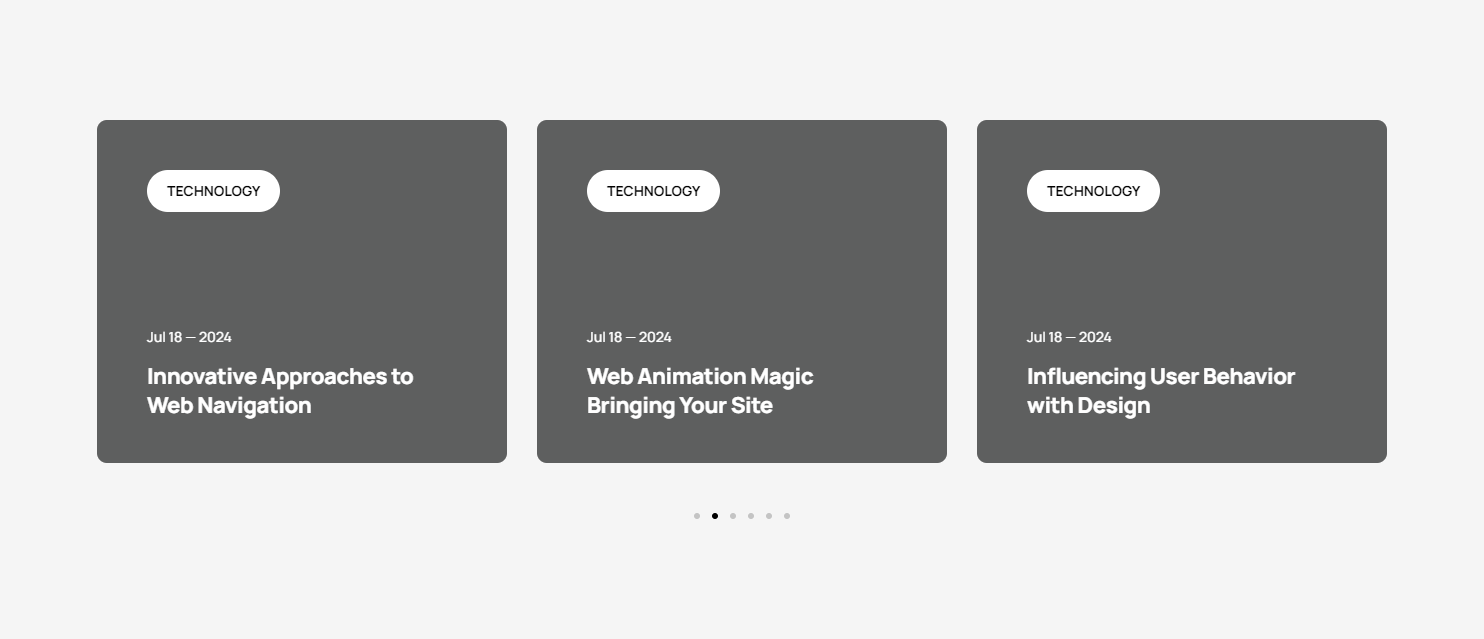 TECHNOLOGY
Jul 18 — 2024
Innovative Approaches to
Web Navigation
TECHNOLOGY
Jul 18 — 2024
Web Animation Magic
Bringing Your Site
TECHNOLOGY
Jul 18 — 2024
Influencing User Behavior
with Design